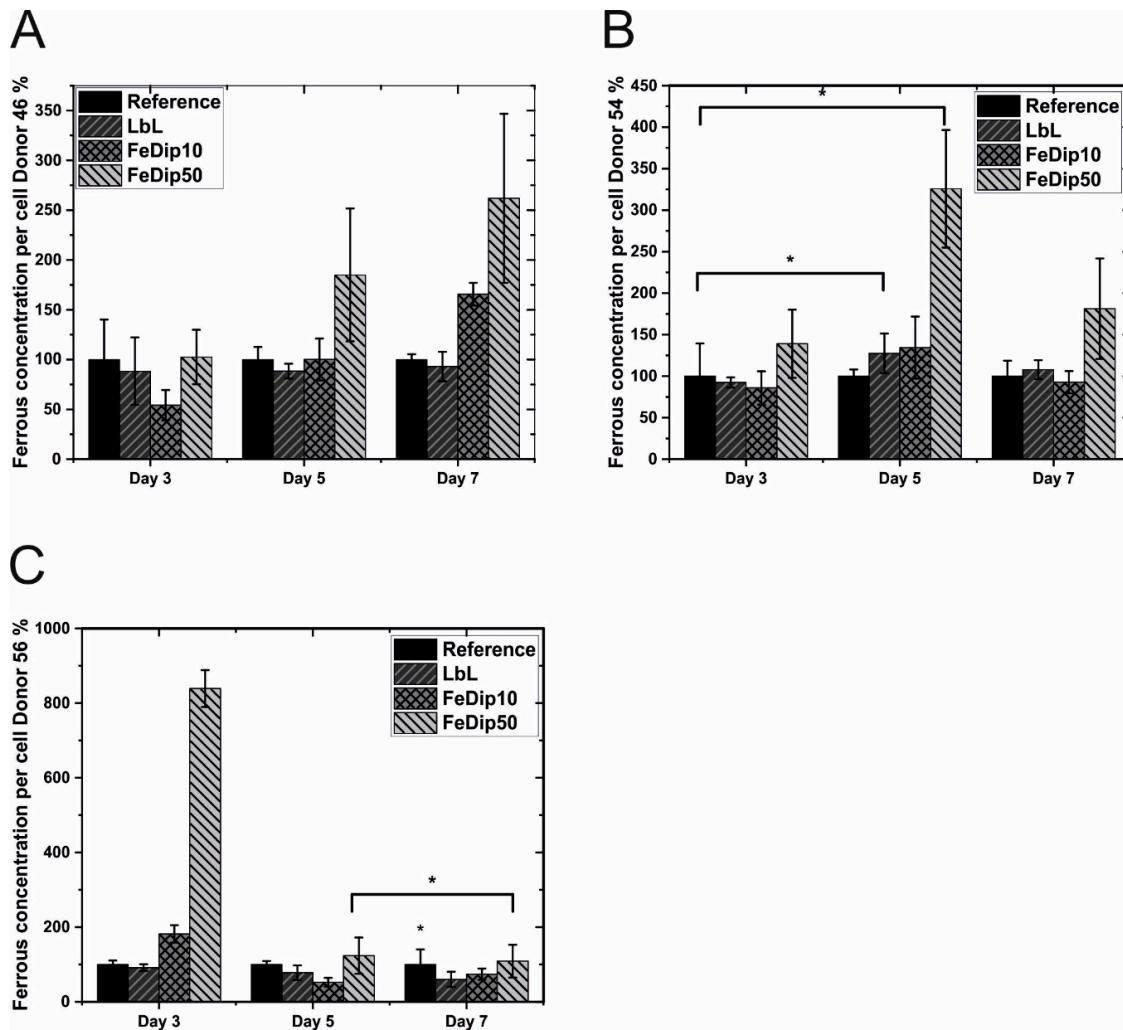 A
Ferrous concentration per cell Donor 46 %
350
300
250
200
150
100
50
0
Reference
LbL
FeDip10
FeDip50
Day 3 Day 5 Day 7
B
Ferrous concentration per cell Donor 54 %
450
400
350
300
250
200
150
100
50
0
*
*
Reference
LbL
FeDip10
FeDip50
Day 3 Day 5 Day 7
C
Ferrous concentration per cell Donor 56 %
1000
800
600
400
200
0
Reference
LbL
FeDip10
FeDip50
*
*
Day 3 Day 5 Day 7